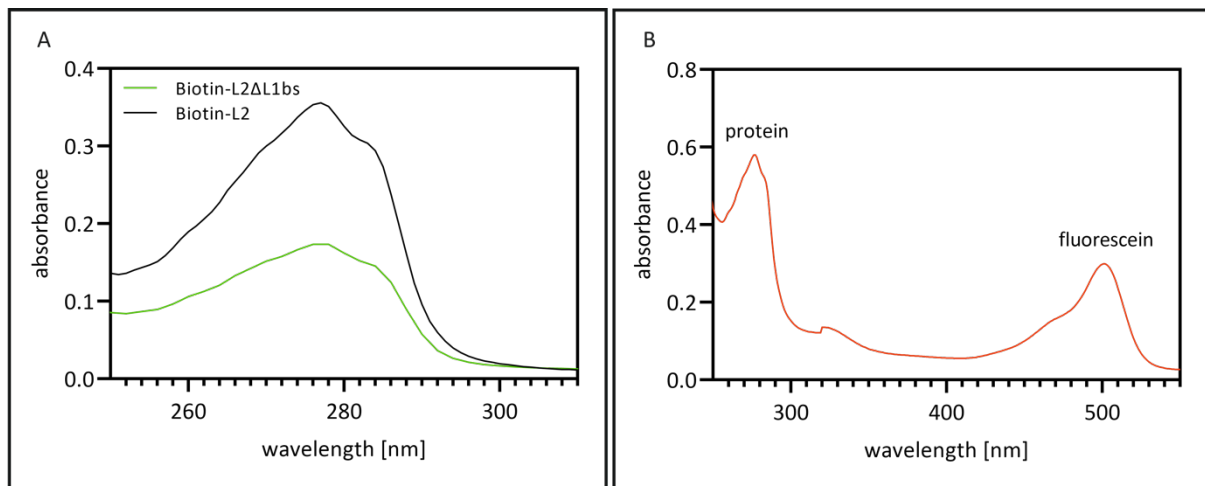 A
0.4
0.3
0.2
0.1
0.0
absorbance
Biotin-L2ΔL1bs
Biotin-L2
260
280
300
wavelength [nm]
B
0.8
0.6
0.4
0.2
0.0
absorbance
protein
fluorescein
300
400
500
wavelength [nm]